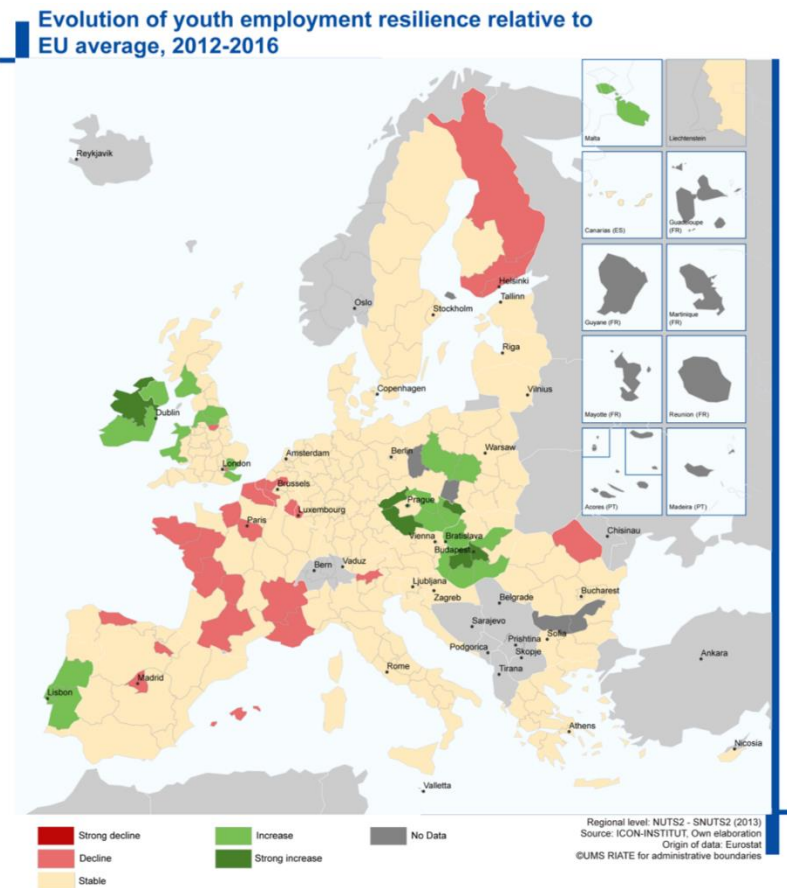 Evolution of youth employment resilience relative to
EU average, 2012-2016
Malta
Liechtenstein
Reykjavik
Canarias (ES)
Guadeloupe
(FR)
Helsinki
Oslo
Tallinn
Stockholm
Guyane (FR)
Martinique
(FR)
Riga
Copenhagen
Vilnius
Dublin
Mayotte (FR)
Reunion (FR)
Berlin
Warsaw
Amsterdam
London
Brussels
Prague
Acores (PT)
Madeira (PT)
Luxembourg
Paris
Vienna
Bratislava
Chisinau
Budapest
Bern
Vaduz
Ljubljana
Zagreb
Belgrade
Bucharest
Sarajevo
Prishtina
Sofia
Podgorica
Skopje
Ankara
Tirana
Rome
Madrid
Lisbon
Athens
Nicosia
Valletta
Regional level: NUTS2 - SNUTS2 (2013)
Source: ICON-INSTITUT, Own elaboration
Origin of data: Eurostat
©UMS RIATE for administrative boundaries
Strong decline
Increase
No Data
Decline
Strong increase
Stable